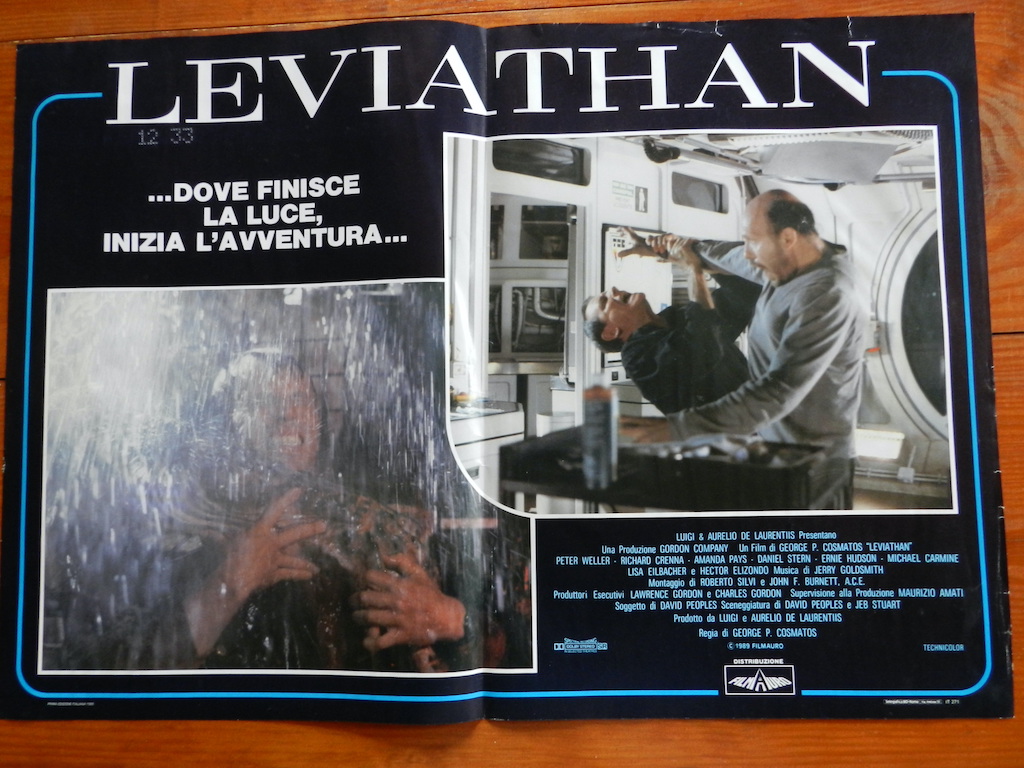 LEVIATHAN
12 33
...DOVE FINISCE
LA LUCE,
INIZIA L'AVVENTURA...
LUIGI & AURELIO DE LAURENTIIS Presentano
Una Produzione GORDON COMPANY Un Film di GEORGE P. COSMATOS "LEVIATHAN"
PETER WELLER · RICHARD CRENNA · AMANDA PAYS · DANIEL STERN · ERNIE HUDSON · MICHAEL CARMINE
LISA EILBACHER e HECTOR ELIZONDO Musica di JERRY GOLDSMITH
Montaggio di ROBERTO SILVI e JOHN F. BURNETT, A.C.E.
Produttori Esecutivi LAWRENCE GORDON e CHARLES GORDON Supervisione alla Produzione MAURIZIO AMATI
Soggetto di DAVID PEOPLES Sceneggiatura di DAVID PEOPLES e JEB STUART
Prodotto da LUIGI e AURELIO DE LAURENTIIS
Regia di GEORGE P. COSMATOS
DOLBY STEREO SR
© 1989 FILMAURO
TECHNICOLOR
DISTRIBUZIONE
FILMAURO
IT 271